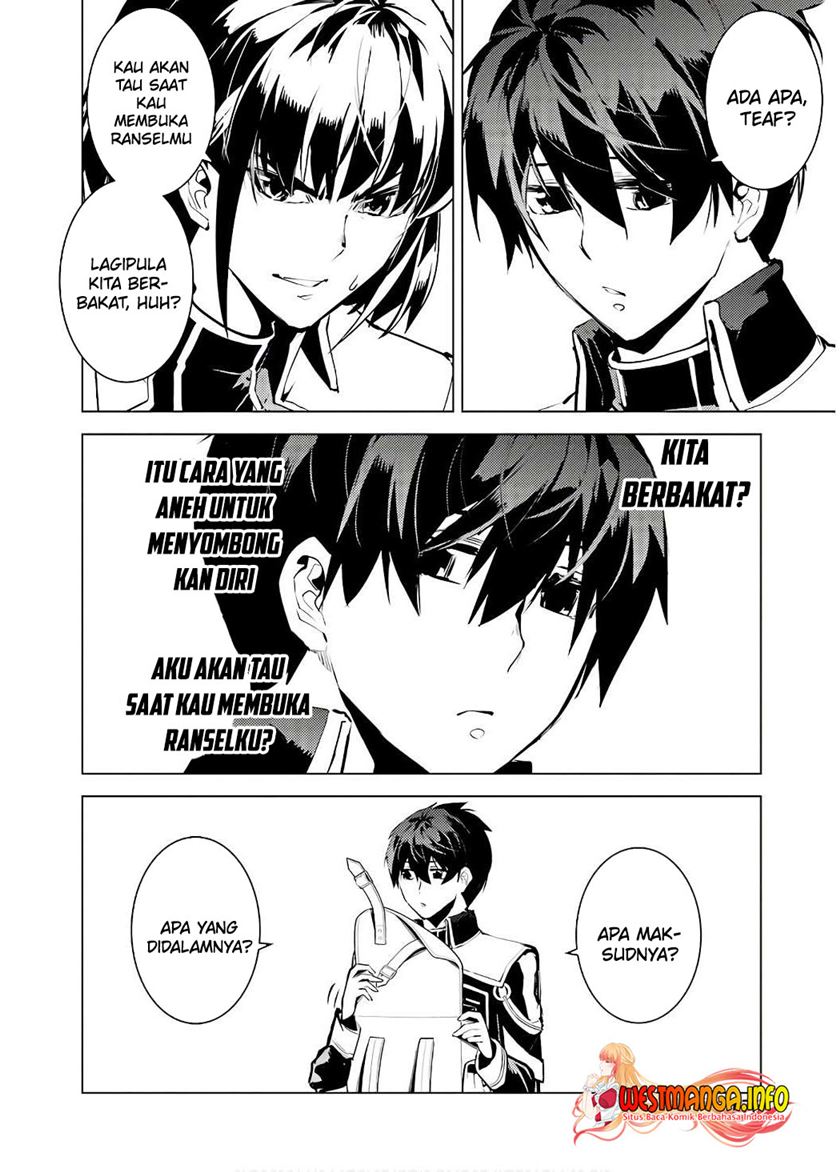 ADA APA,
TEAF?
KAU AKAN
TAU SAAT
KAU
MEMBUKA
RANSELMU
LAGIPULA
KITA BER-
BAKAT, HUH?
KITA
BERBAKAT?
ITU CARA YANG
ANEH UNTUK
MENYOMBONG
KAN DIRI
AKU AKAN TAU
SAAT KAU MEMBUKA
RANSELKU?
APA MAK-
SUDNYA?
APA YANG
DIDALAMNYA?
WESTMANGA.INFO
Situs Baca Komik Berbahasa Indonesia